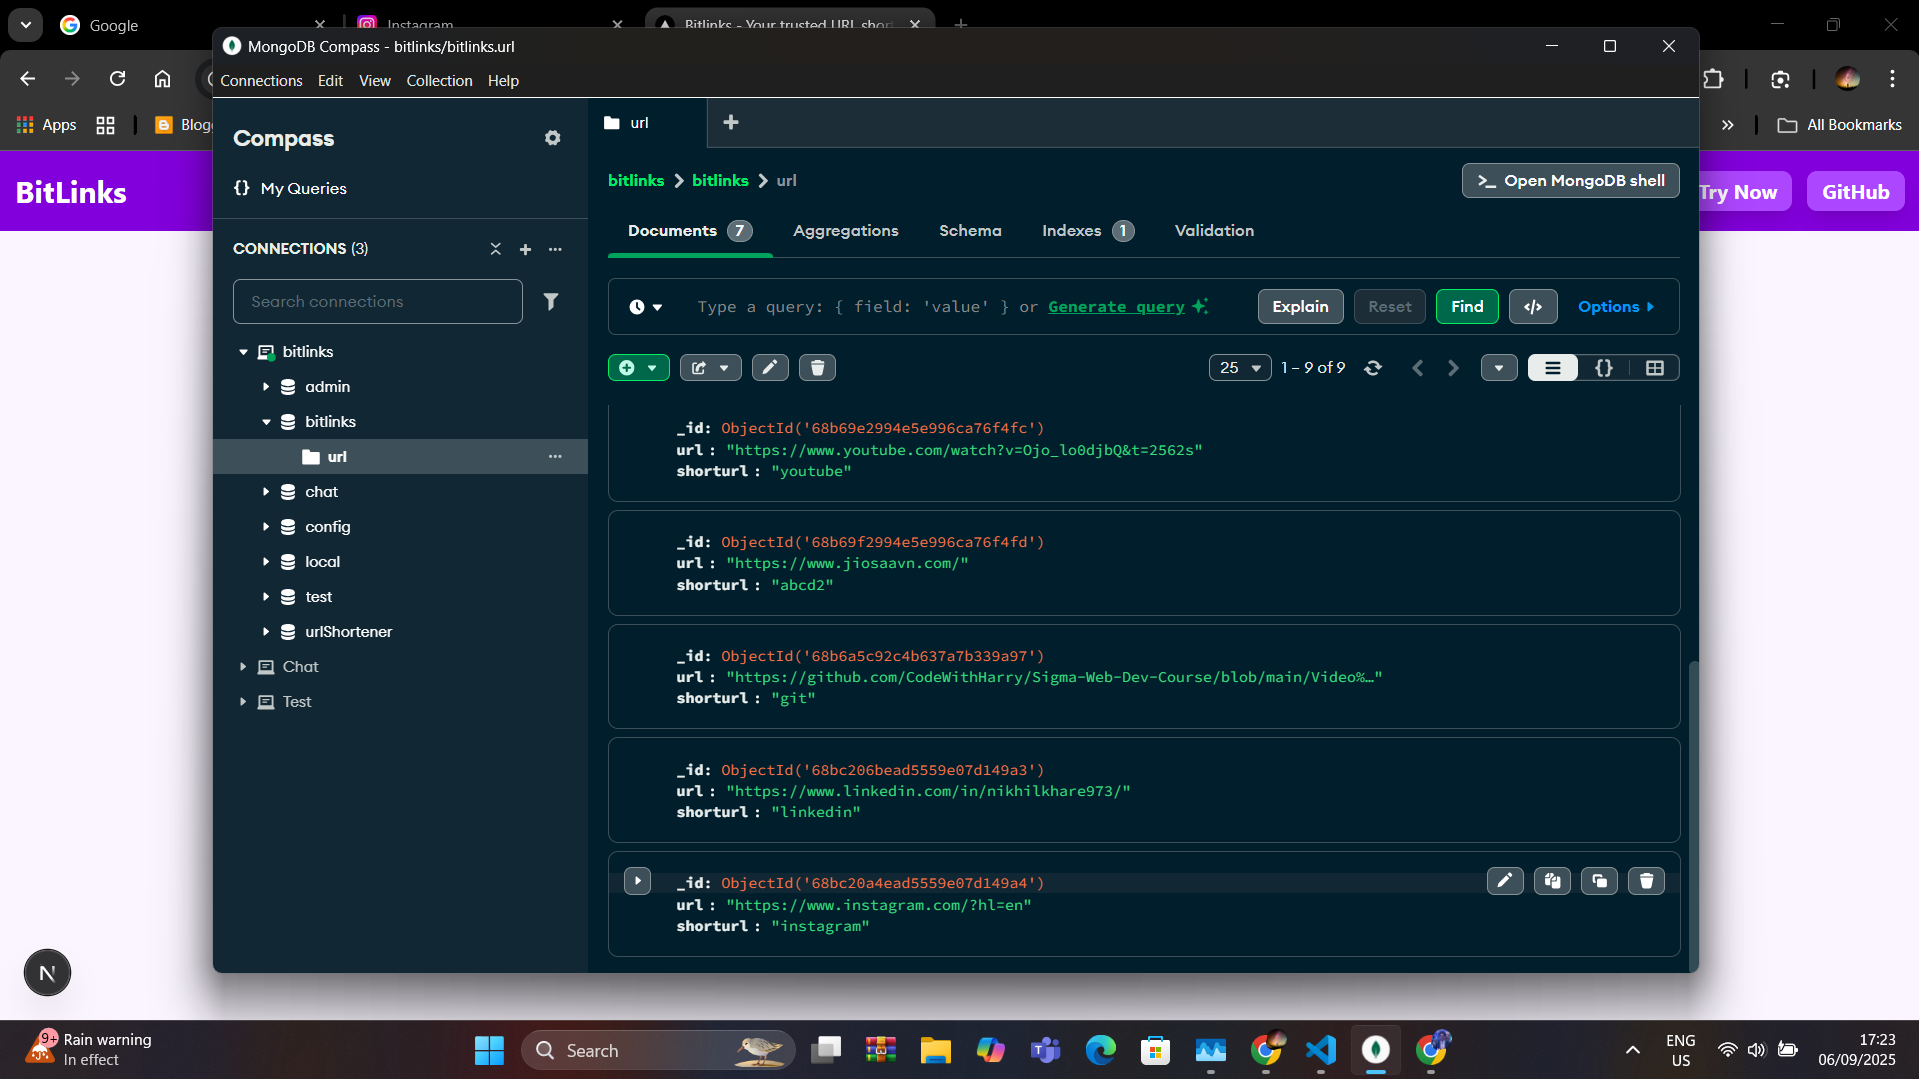 Google
Instagram
Bitlinks - Your trusted URL shor
MongoDB Compass - bitlinks/bitlinks.url
Connections Edit View Collection Help
Apps
Blog
All Bookmarks
BitLinks
Try Now
GitHub
Compass
{} My Queries
CONNECTIONS (3)
Search connections
bitlinks
admin
bitlinks
url
chat
config
local
test
urlShortener
Chat
Test
url
bitlinks > bitlinks > url
>_ Open MongoDB shell
Documents 7 Aggregations Schema Indexes 1 Validation
Type a query: { field: 'value' } or Generate query
Explain Reset Find </> Options
25 1 – 9 of 9
{}
_id: ObjectId('68b69e2994e5e996ca76f4fc')
url : "https://www.youtube.com/watch?v=Ojo_lo0djbQ&t=2562s"
shorturl : "youtube"
_id: ObjectId('68b69f2994e5e996ca76f4fd')
url : "https://www.jiosaavn.com/"
shorturl : "abcd2"
_id: ObjectId('68b6a5c92c4b637a7b339a97')
url : "https://github.com/CodeWithHarry/Sigma-Web-Dev-Course/blob/main/Video%…"
shorturl : "git"
_id: ObjectId('68bc206bead5559e07d149a3')
url : "https://www.linkedin.com/in/nikhilkhare973/"
shorturl : "linkedin"
_id: ObjectId('68bc20a4ead5559e07d149a4')
url : "https://www.instagram.com/?hl=en"
shorturl : "instagram"
N
9+
Rain warning
In effect
Search
ENG
US
17:23
06/09/2025